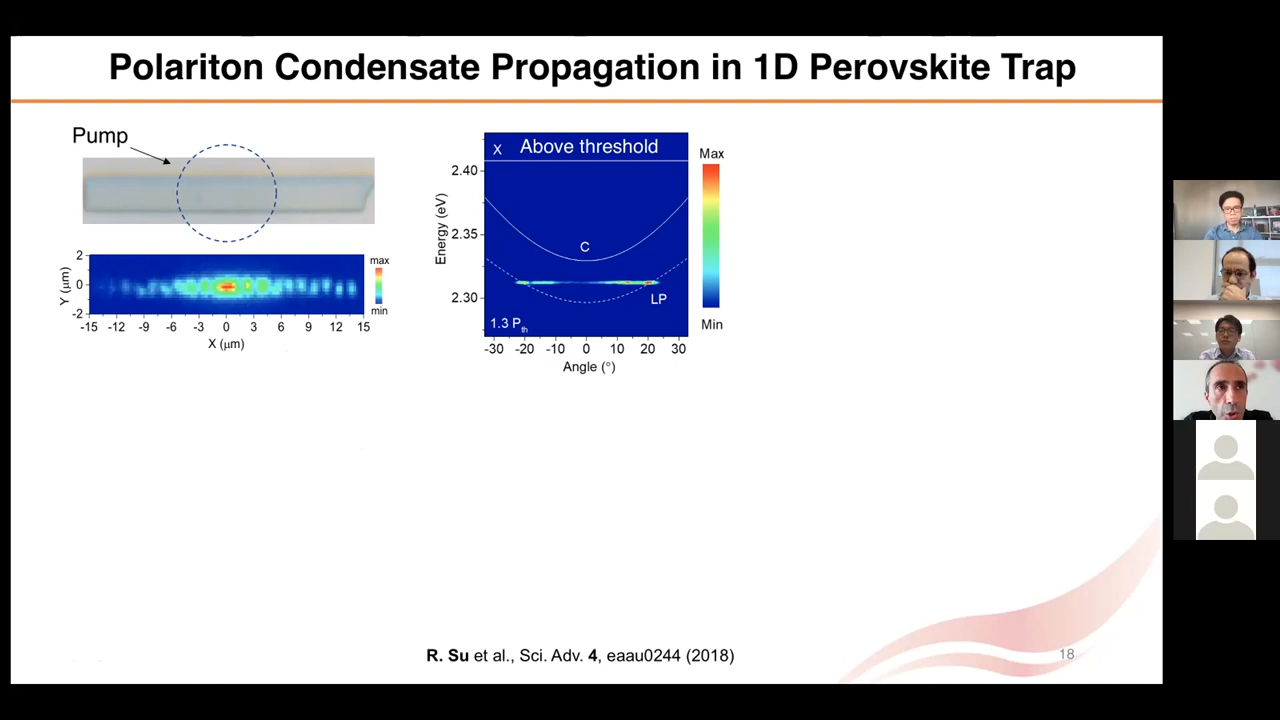 Polariton Condensate Propagation in 1D Perovskite Trap
Pump
2
0
-2
Y (μm)
-15 -12 -9 -6 -3 0 3 6 9 12 15
X (μm)
max
min
X Above threshold
2.40
2.35
2.30
Energy (eV)
C
LP
1.3 Pth
-30 -20 -10 0 10 20 30
Angle (°)
Max
Min
R. Su et al., Sci. Adv. 4, eaau0244 (2018)
18